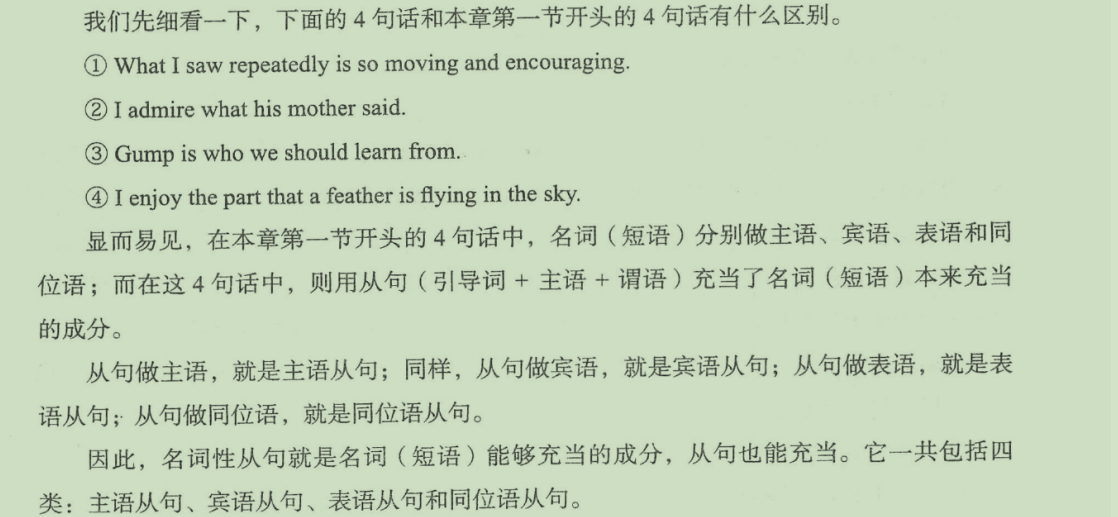 我们先细看一下，下面的 4 句话和本章第一节开头的 4 句话有什么区别。
① What I saw repeatedly is so moving and encouraging.
② I admire what his mother said.
③ Gump is who we should learn from.
④ I enjoy the part that a feather is flying in the sky.
显而易见，在本章第一节开头的 4 句话中，名词（短语）分别做主语、宾语、表语和同
位语；而在这 4 句话中，则用从句（引导词 + 主语 + 谓语）充当了名词（短语）本来充当
的成分。
从句做主语，就是主语从句；同样，从句做宾语，就是宾语从句；从句做表语，就是表
语从句；从句做同位语，就是同位语从句。
因此，名词性从句就是名词（短语）能够充当的成分，从句也能充当。它一共包括四
类：主语从句、宾语从句、表语从句和同位语从句。